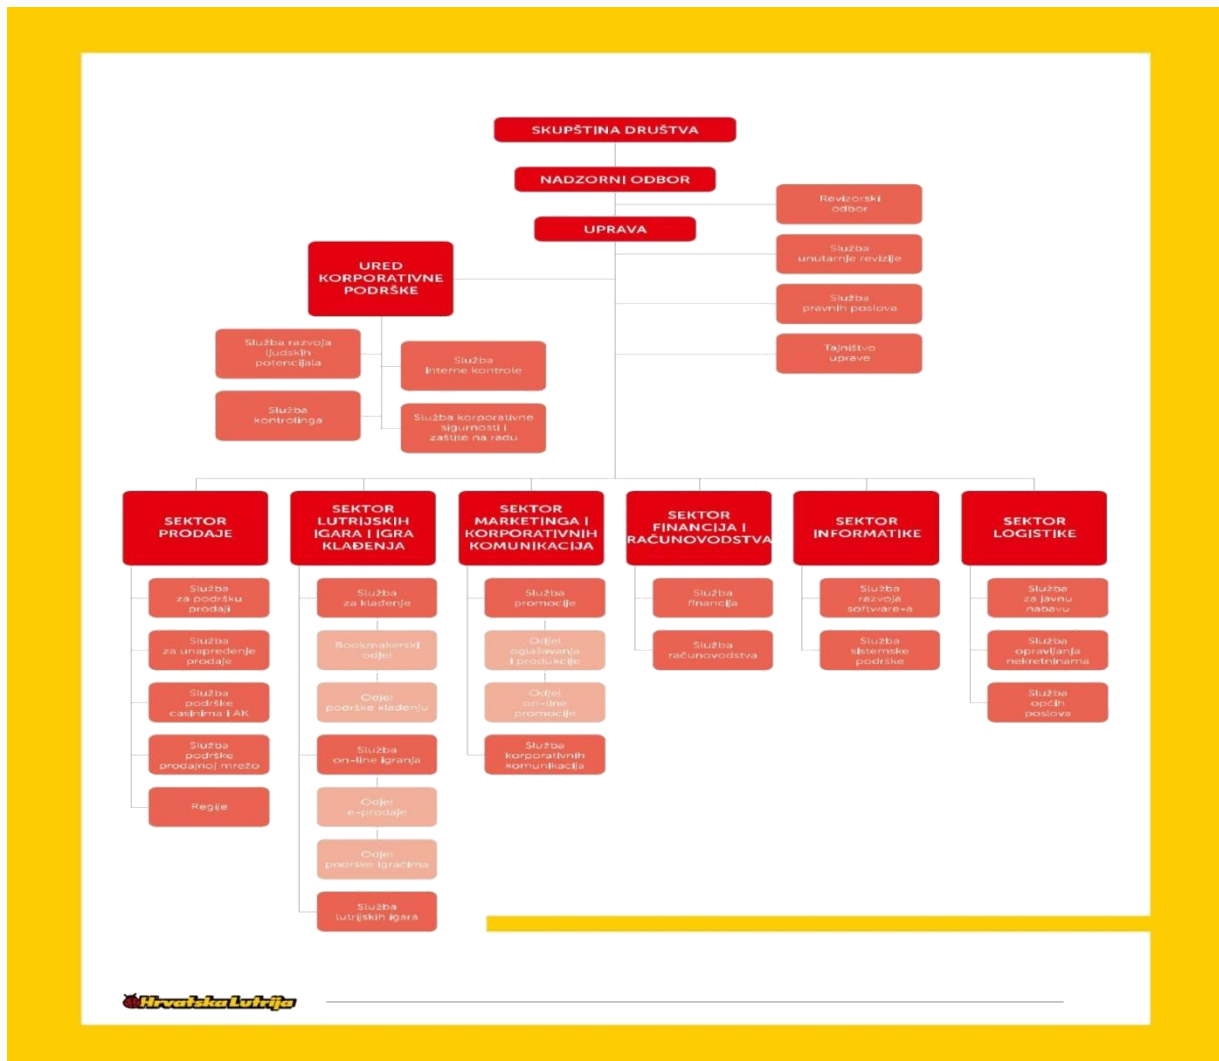 SKUPŠTINA DRUŠTVA
NADZORNI ODBOR
Revizorski
odbor
UPRAVA
Služba
unutarnje revizije
URED
KORPORATIVNE
PODRŠKE
Služba
pravnih poslova
Služba razvoja
ljudskih
potencijala
Služba
interne kontrole
Tajništvo
uprave
Služba
kontrolinga
Služba korporativne
sigurnosti i
zaštite na radu
SEKTOR
PRODAJE
SEKTOR
LUTRIJSKIH
IGARA I IGRA
KLAĐENJA
SEKTOR
MARKETINGA I
KORPORATIVNIH
KOMUNIKACIJA
SEKTOR
FINANCIJA I
RAČUNOVODSTVA
SEKTOR
INFORMATIKE
SEKTOR
LOGISTIKE
Služba
za podršku
prodaji
Služba
za unapređenje
prodaje
Služba
podrške
casinima i AK
Služba
podrške
prodajnoj mrežo
Regije
Služba
za klađenje
Bookmakerski
odjel
Odjel
podrške klađenju
Služba
on-line igranja
Odjel
e-prodaje
Odjel
podrške igračima
Služba
lutrijskih igara
Služba
promocije
Odjel
oglašavanja
i produkcije
Odjel
on-line
promocije
Služba
korporativnih
komunikacija
Služba
financija
Služba
računovodstva
Služba
razvoja
software-a
Služba
sistemske
podrške
Služba
za javnu
nabavu
Služba
opravljanja
nekretninama
Služba
općih
poslova
Hrvatska Lutrija